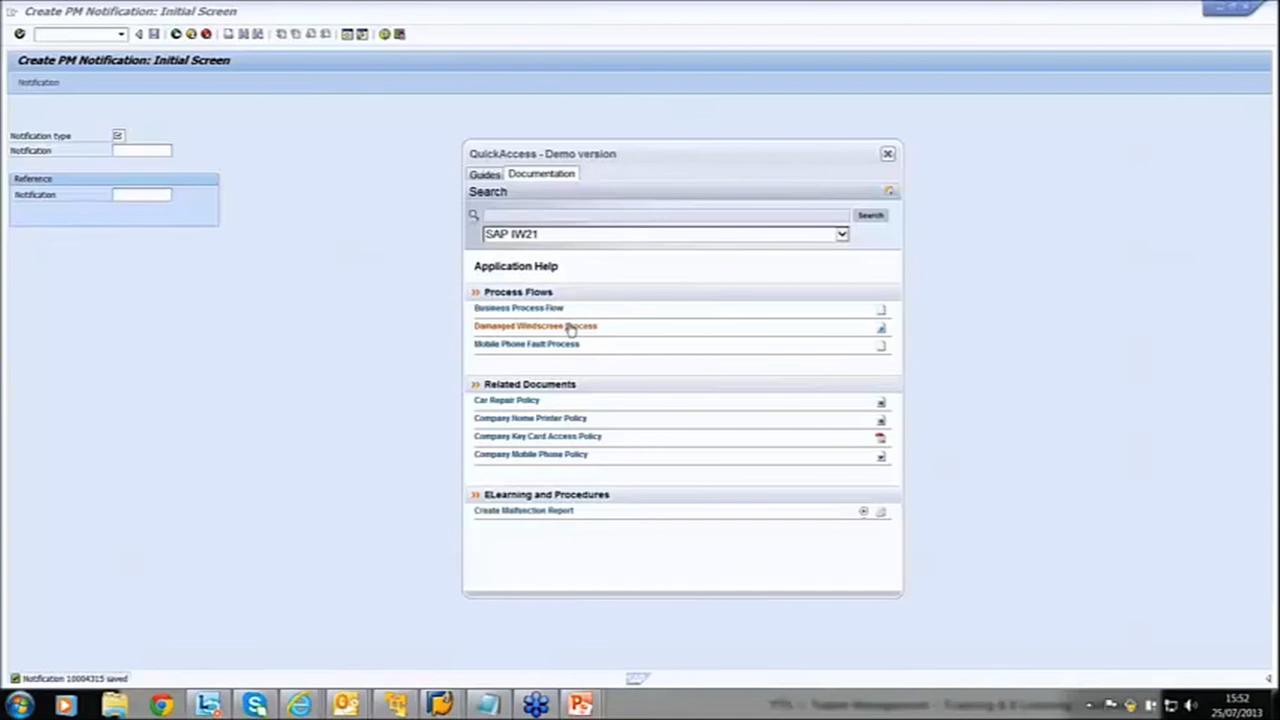 Create PM Notification: Initial Screen
Create PM Notification: Initial Screen
Notification
Notification type
Notification
Reference
Notification
QuickAccess - Demo version
Guides Documentation
Search
Search
SAP IW21
Application Help
Process Flows
Business Process Flow
Damanged Windscreen Process
Mobile Phone Fault Process
Related Documents
Car Repair Policy
Company Home Printer Policy
Company Key Card Access Policy
Company Mobile Phone Policy
ELearning and Procedures
Create Malfunction Report
Notification 10004315 saved
SAP
15:52
25/07/2013